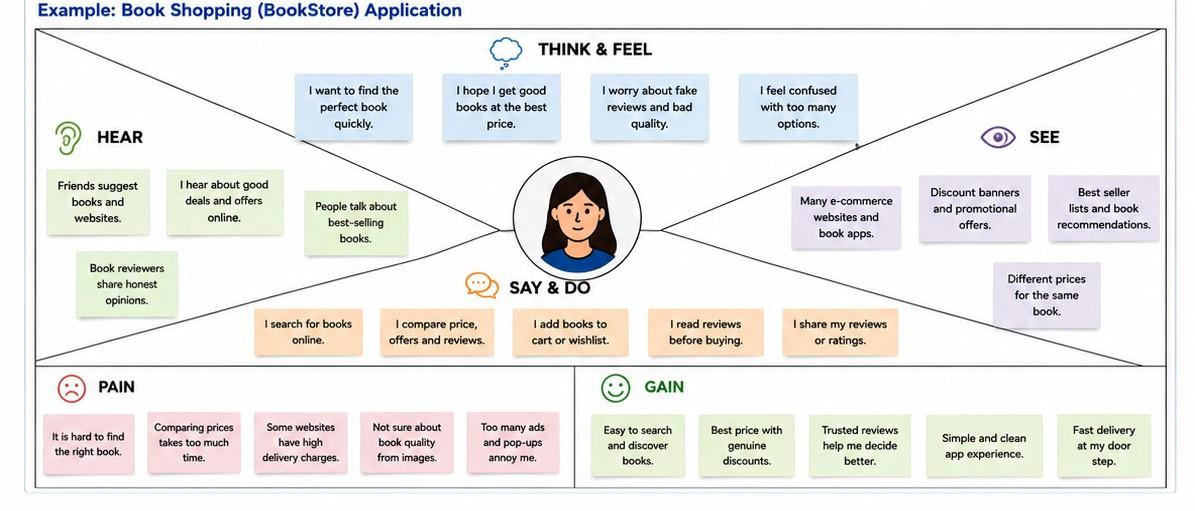 Example: Book Shopping (BookStore) Application
THINK & FEEL
I want to find the
perfect book
quickly.
I hope I get good
books at the best
price.
I worry about fake
reviews and bad
quality.
I feel confused
with too many
options.
HEAR
Friends suggest
books and
websites.
I hear about good
deals and offers
online.
People talk about
best-selling
books.
Book reviewers
share honest
opinions.
SEE
Many e-commerce
websites and
book apps.
Discount banners
and promotional
offers.
Best seller
lists and book
recommendations.
Different prices
for the same
book.
SAY & DO
I search for books
online.
I compare price,
offers and reviews.
I add books to
cart or wishlist.
I read reviews
before buying.
I share my reviews
or ratings.
PAIN
It is hard to find
the right book.
Comparing prices
takes too much
time.
Some websites
have high
delivery charges.
Not sure about
book quality
from images.
Too many ads
and pop-ups
annoy me.
GAIN
Easy to search
and discover
books.
Best price with
genuine
discounts.
Trusted reviews
help me decide
better.
Simple and clean
app experience.
Fast delivery
at my door
step.